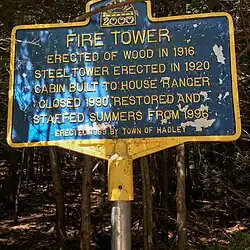 2000
FIRE TOWER
ERECTED OF WOOD IN 1916
STEEL TOWER ERECTED IN 1920
CABIN BUILT TO HOUSE RANGER
CLOSED 1990, RESTORED AND
STAFFED SUMMERS FROM 1996
ERECTED BY TOWN OF HADLEY